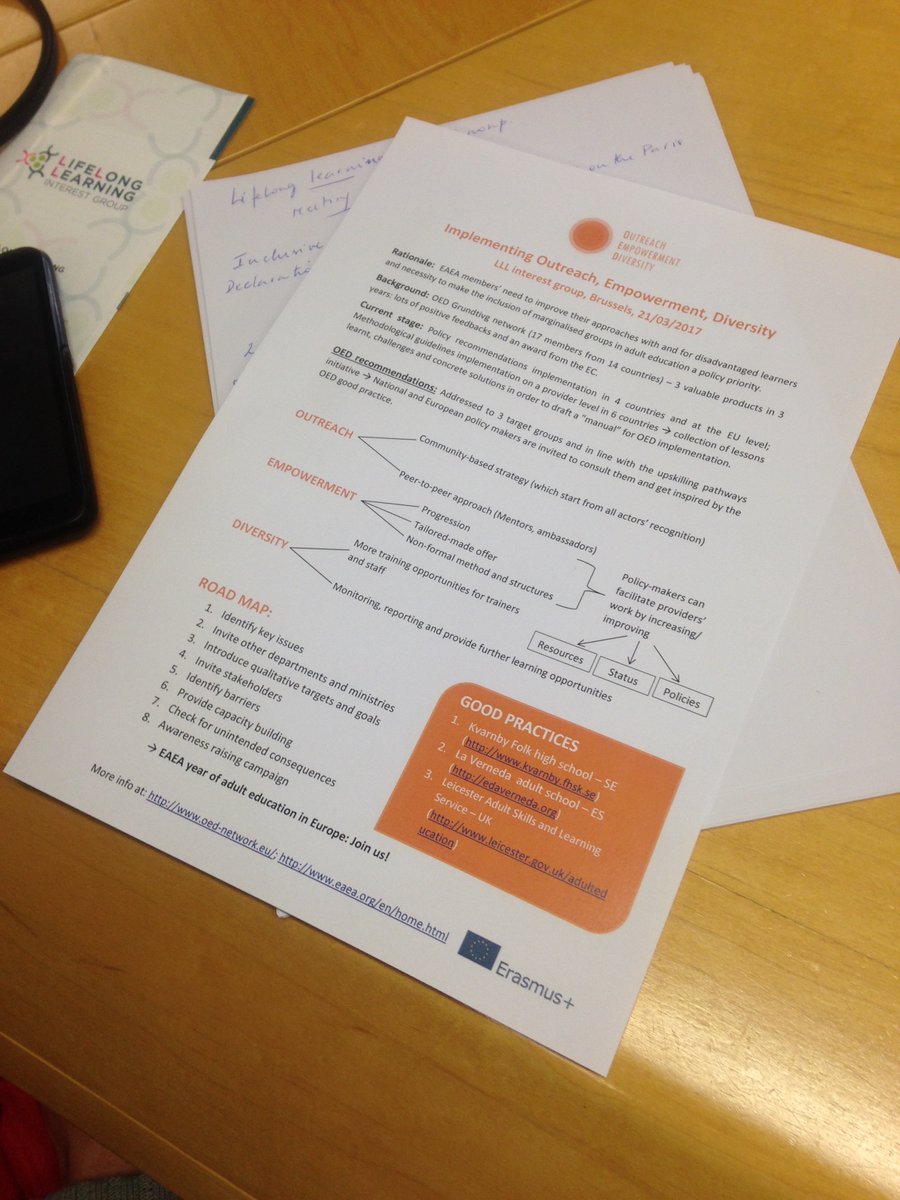 LIFELONG
LEARNING
INTEREST GROUP
Lifelong learning
meeting
on the Paris
Inclusive
Declaration
OUTREACH
EMPOWERMENT
DIVERSITY
Implementing Outreach, Empowerment, Diversity
LLL interest group, Brussels, 21/03/2017
Rationale: EAEA members' need to improve their approaches with and for disadvantaged learners
and necessity to make the inclusion of marginalised groups in adult education a policy priority.
Background: OED Grundtivg network (17 members from 14 countries) – 3 valuable products in 3
years; lots of positive feedbacks and an award from the EC.
Current stage: Policy recommendations implementation in 4 countries and at the EU level;
Methodological guidelines implementation on a provider level in 6 countries → collection of lessons
learnt, challenges and concrete solutions in order to draft a "manual" for OED implementation.
OED recommendations: Addressed to 3 target groups and in line with the upskilling pathways
initiative → National and European policy makers are invited to consult them and get inspired by the
OED good practice.
OUTREACH
Community-based strategy (which start from all actors' recognition)
Peer-to-peer approach (Mentors, ambassadors)
EMPOWERMENT
Progression
Tailored-made offer
Non-formal method and structures
DIVERSITY
More training opportunities for trainers
and staff
Monitoring, reporting and provide further learning opportunities
Policy-makers can
facilitate providers'
work by increasing/
improving
Resources
Status
Policies
ROAD MAP:
1. Identify key issues
2. Invite other departments and ministries
3. Introduce qualitative targets and goals
4. Invite stakeholders
5. Identify barriers
6. Provide capacity building
7. Check for unintended consequences
8. Awareness raising campaign
→ EAEA year of adult education in Europe: Join us!
More info at: http://www.oed-network.eu/; http://www.eaea.org/en/home.html
GOOD PRACTICES
1. Kvarnby Folk high school – SE
(http://www.kvarnby.fhsk.se)
2. La Verneda adult school – ES
(http://edaverneda.org)
3. Leicester Adult Skills and Learning
Service – UK
(http://www.leicester.gov.uk/adulted
ucation)
Erasmus+